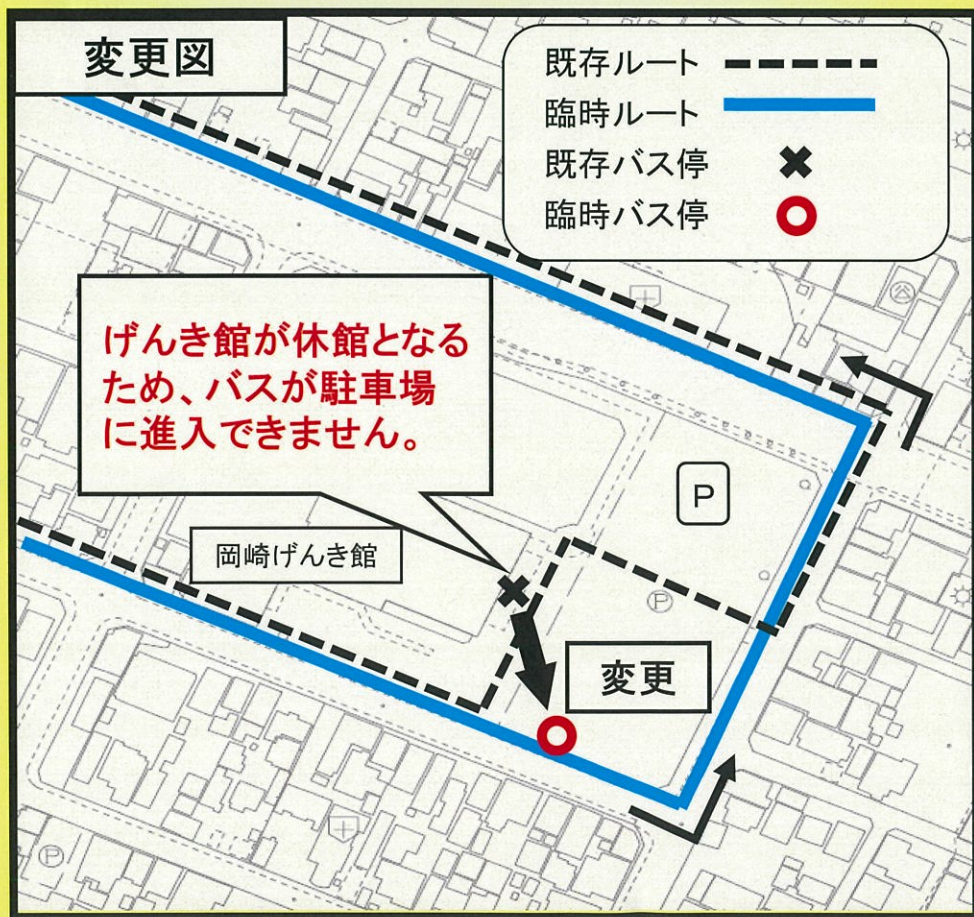 変更図
既存ルート
臨時ルート
既存バス停
臨時バス停
げんき館が休館となる
ため、バスが駐車場
に進入できません。
P
岡崎げんき館
P
変更
P